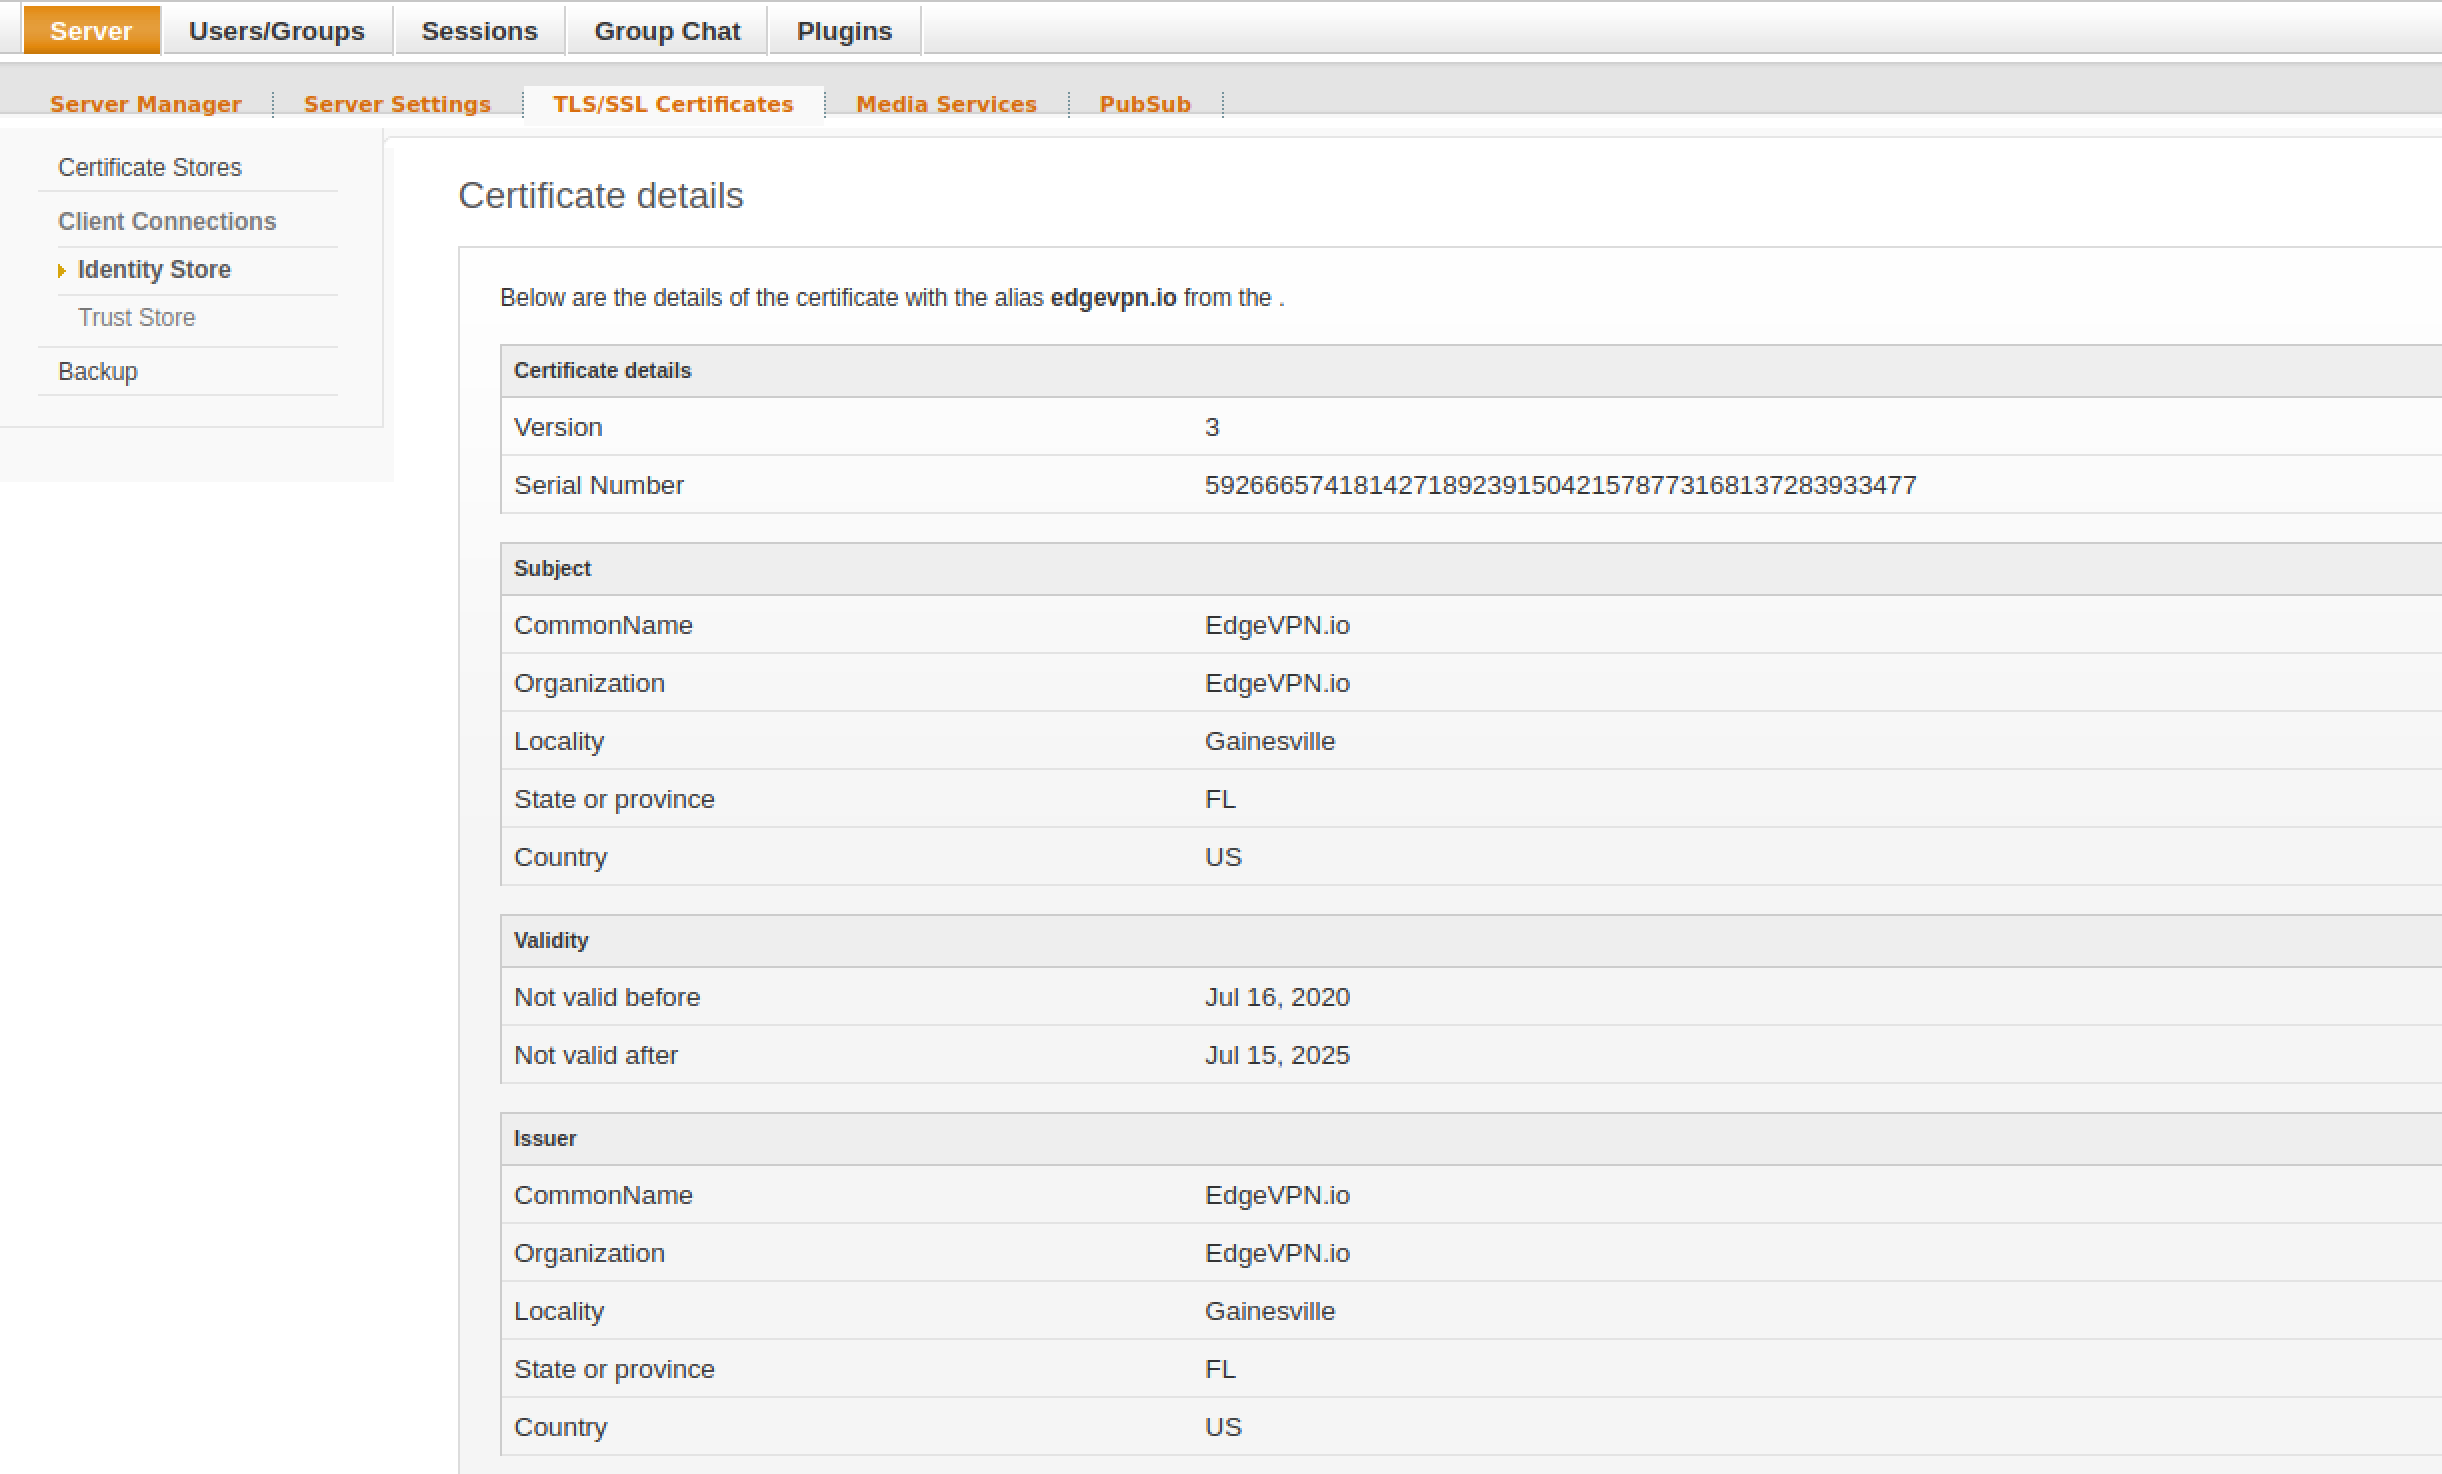 Server Users/Groups Sessions Group Chat Plugins
Server Manager Server Settings TLS/SSL Certificates Media Services PubSub
Certificate Stores
Client Connections
Identity Store
Trust Store
Backup
Certificate details
Below are the details of the certificate with the alias edgevpn.io from the .
Certificate details
Version 3
Serial Number 592666574181427189239150421578773168137283933477
Subject
CommonName EdgeVPN.io
Organization EdgeVPN.io
Locality Gainesville
State or province FL
Country US
Validity
Not valid before Jul 16, 2020
Not valid after Jul 15, 2025
Issuer
CommonName EdgeVPN.io
Organization EdgeVPN.io
Locality Gainesville
State or province FL
Country US